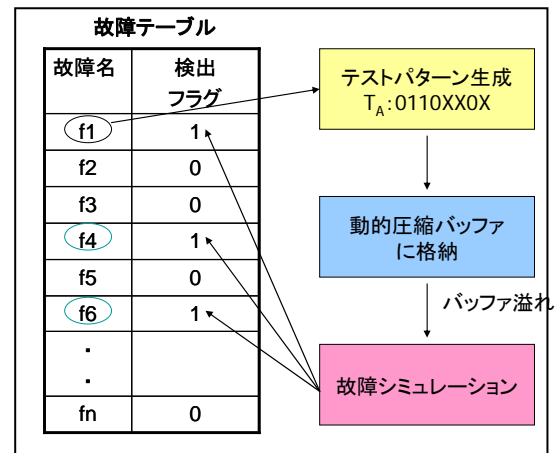 故障テーブル
故障名 検出
フラグ
f1 1
f2 0
f3 0
f4 1
f5 0
f6 1
・
・
fn 0
テストパターン生成
TA:0110XX0X
動的圧縮バッファ
に格納
バッファ溢れ
故障シミュレーション